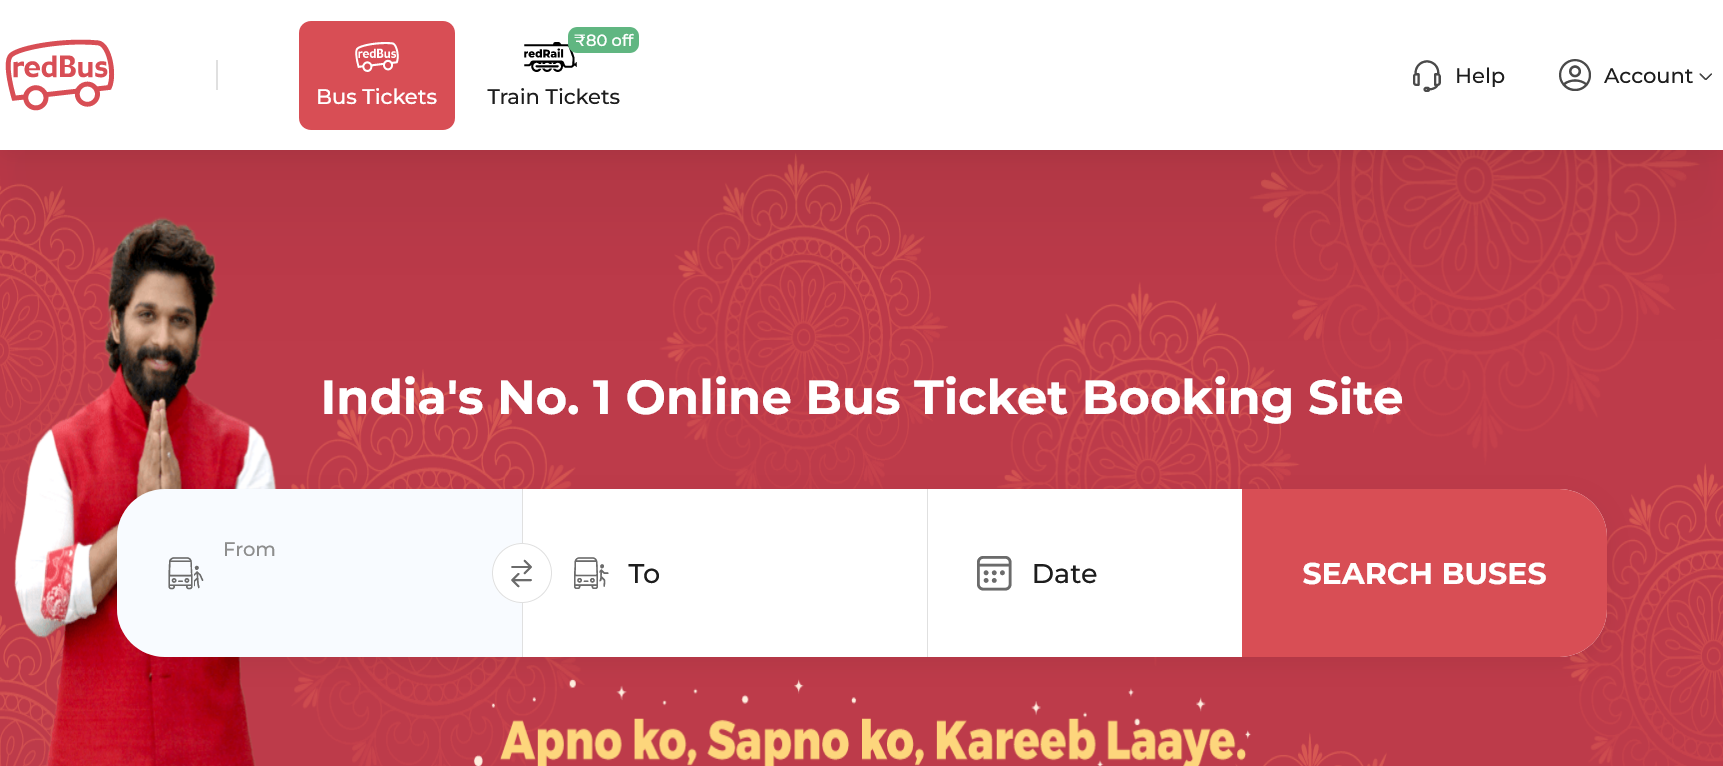 redBus
redBus
Bus Tickets
redRail
₹80 off
Train Tickets
Help
Account
India's No. 1 Online Bus Ticket Booking Site
From
To
Date
SEARCH BUSES
Apno ko, Sapno ko, Kareeb Laaye.